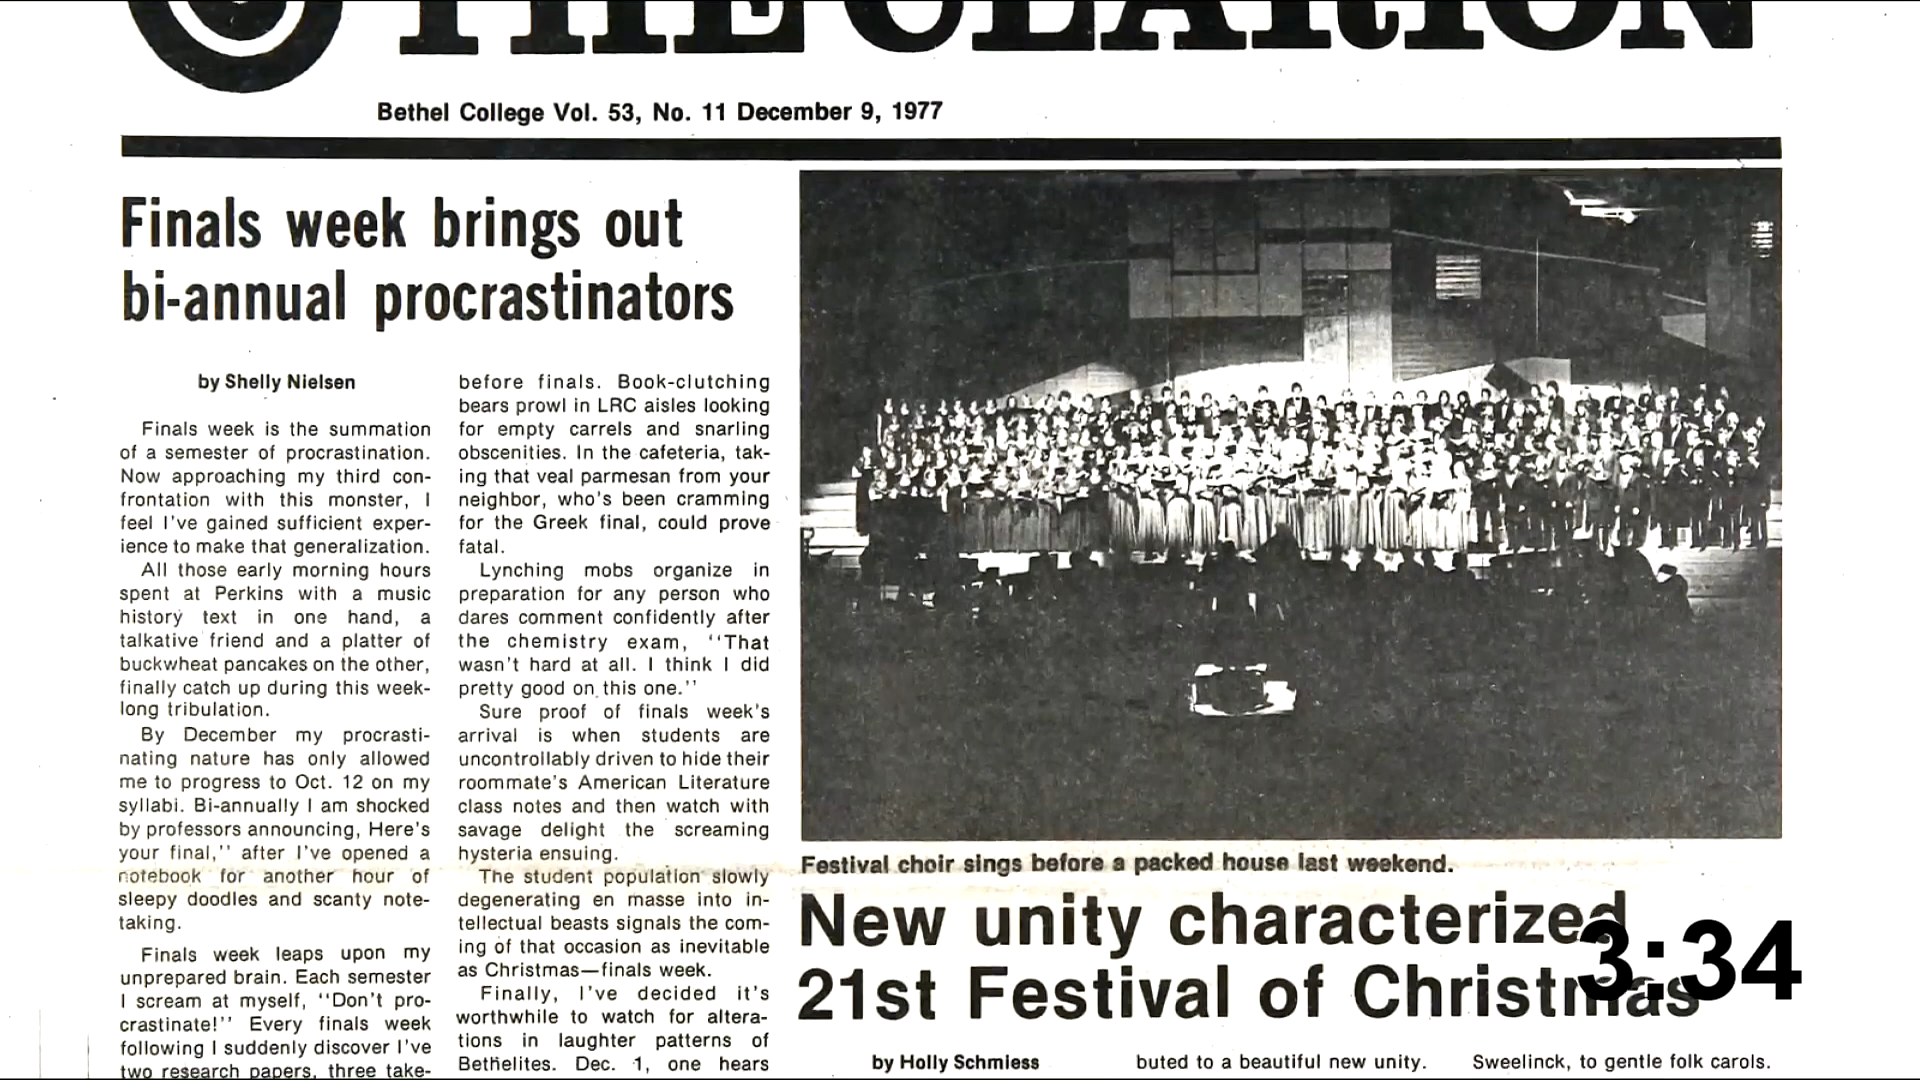 THE CLARION
Bethel College Vol. 53, No. 11 December 9, 1977
Finals week brings out
bi-annual procrastinators
by Shelly Nielsen
Finals week is the summation
of a semester of procrastination.
Now approaching my third con-
frontation with this monster, I
feel I've gained sufficient exper-
ience to make that generalization.
All those early morning hours
spent at Perkins with a music
history text in one hand, a
talkative friend and a platter of
buckwheat pancakes on the other,
finally catch up during this week-
long tribulation.
By December my procrasti-
nating nature has only allowed
me to progress to Oct. 12 on my
syllabi. Bi-annually I am shocked
by professors announcing, Here's
your final,'' after I've opened a
notebook for another hour of
sleepy doodles and scanty note-
taking.
Finals week leaps upon my
unprepared brain. Each semester
I scream at myself, ''Don't pro-
crastinate!'' Every finals week
following I suddenly discover I've
two research papers, three take-
before finals. Book-clutching
bears prowl in LRC aisles looking
for empty carrels and snarling
obscenities. In the cafeteria, tak-
ing that veal parmesan from your
neighbor, who's been cramming
for the Greek final, could prove
fatal.
Lynching mobs organize in
preparation for any person who
dares comment confidently after
the chemistry exam, ''That
wasn't hard at all. I think I did
pretty good on this one.''
Sure proof of finals week's
arrival is when students are
uncontrollably driven to hide their
roommate's American Literature
class notes and then watch with
savage delight the screaming
hysteria ensuing.
The student population slowly
degenerating en masse into in-
tellectual beasts signals the com-
ing of that occasion as inevitable
as Christmas—finals week.
Finally, I've decided it's
worthwhile to watch for altera-
tions in laughter patterns of
Bethelites. Dec. 1, one hears
Festival choir sings before a packed house last weekend.
New unity characterized
21st Festival of Christmas
3:34
by Holly Schmiess
buted to a beautiful new unity.
Sweelinck, to gentle folk carols.